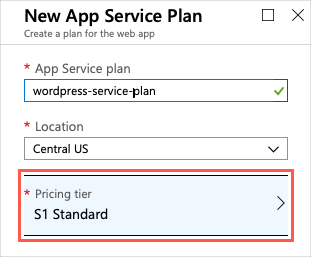 New App Service Plan
Create a plan for the web app
* App Service plan
wordpress-service-plan
* Location
Central US
* Pricing tier
S1 Standard